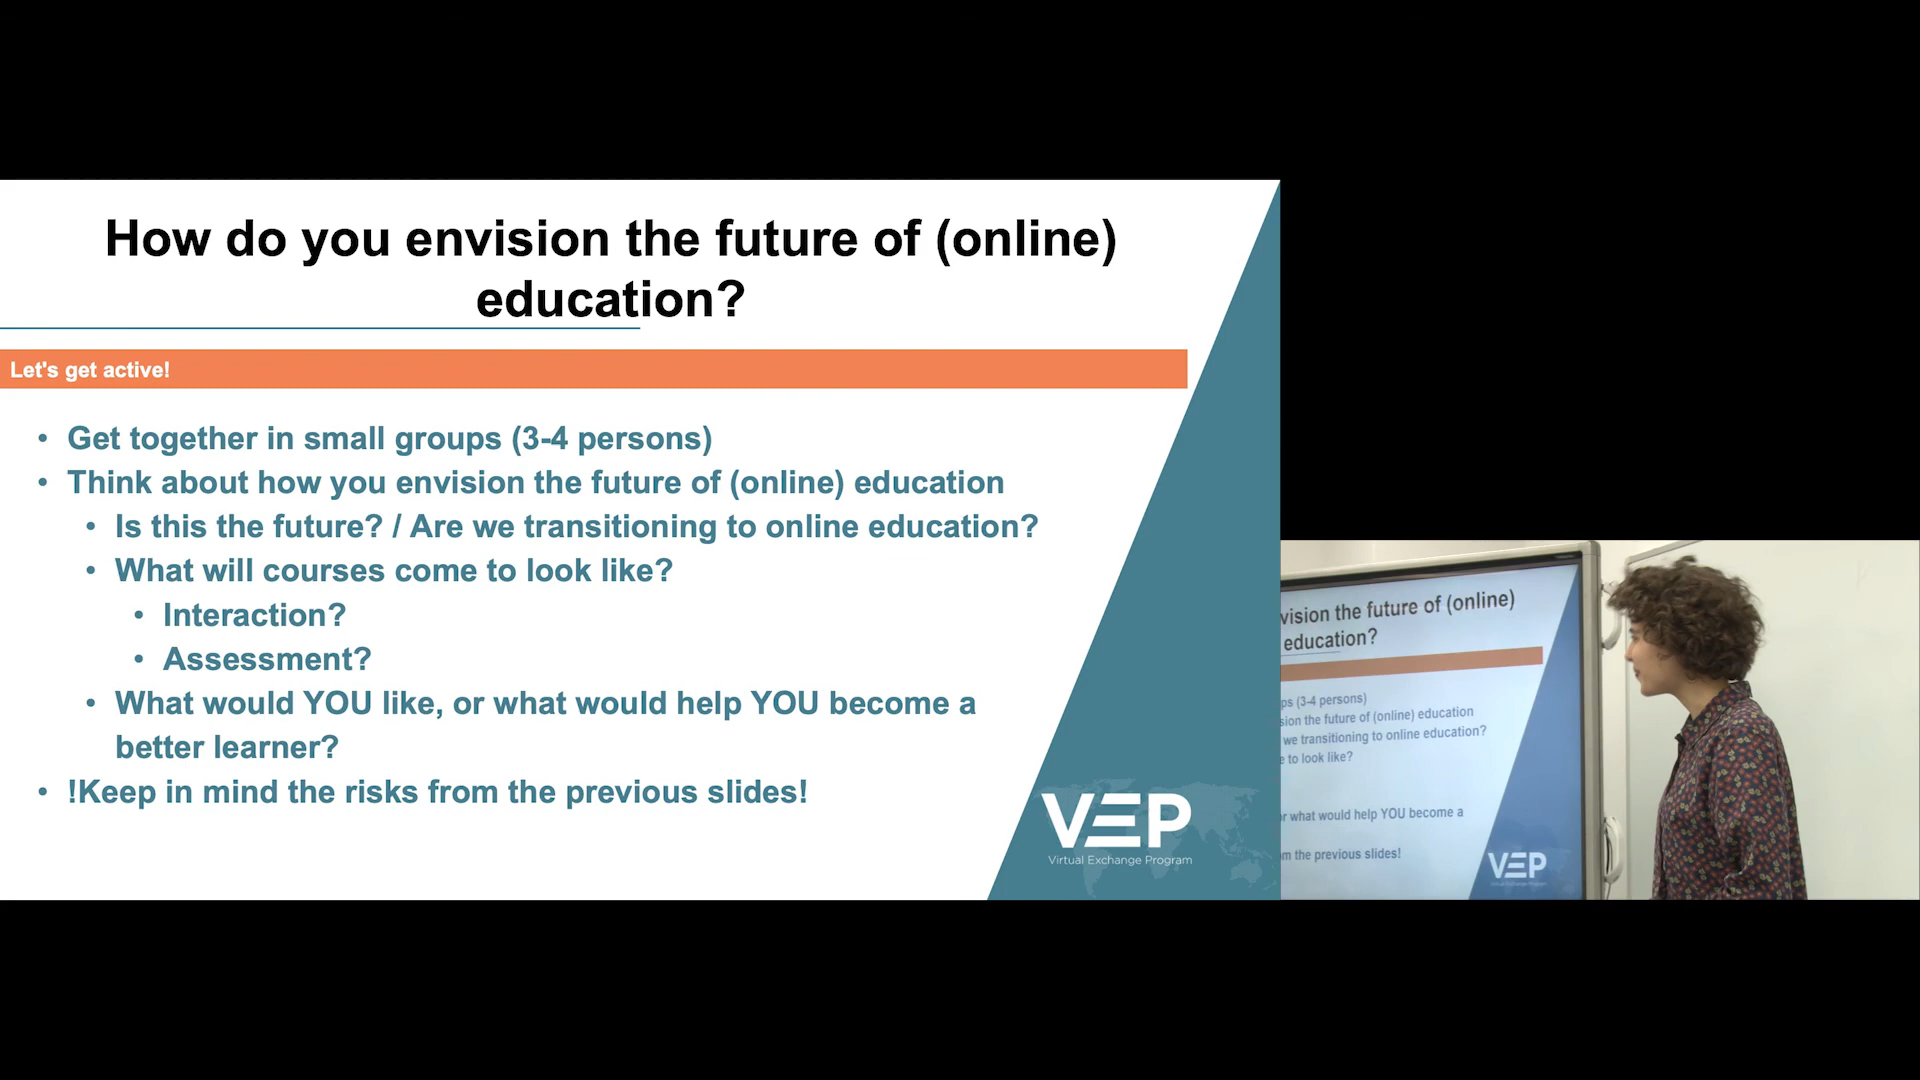 How do you envision the future of (online)
education?
Let's get active!
• Get together in small groups (3-4 persons)
• Think about how you envision the future of (online) education
• Is this the future? / Are we transitioning to online education?
• What will courses come to look like?
• Interaction?
• Assessment?
• What would YOU like, or what would help YOU become a
better learner?
• !Keep in mind the risks from the previous slides!
VEP
Virtual Exchange Program
vision the future of (online)
education?
ps (3-4 persons)
sion the future of (online) education
we transitioning to online education?
e to look like?
r what would help YOU become a
m the previous slides!
VEP